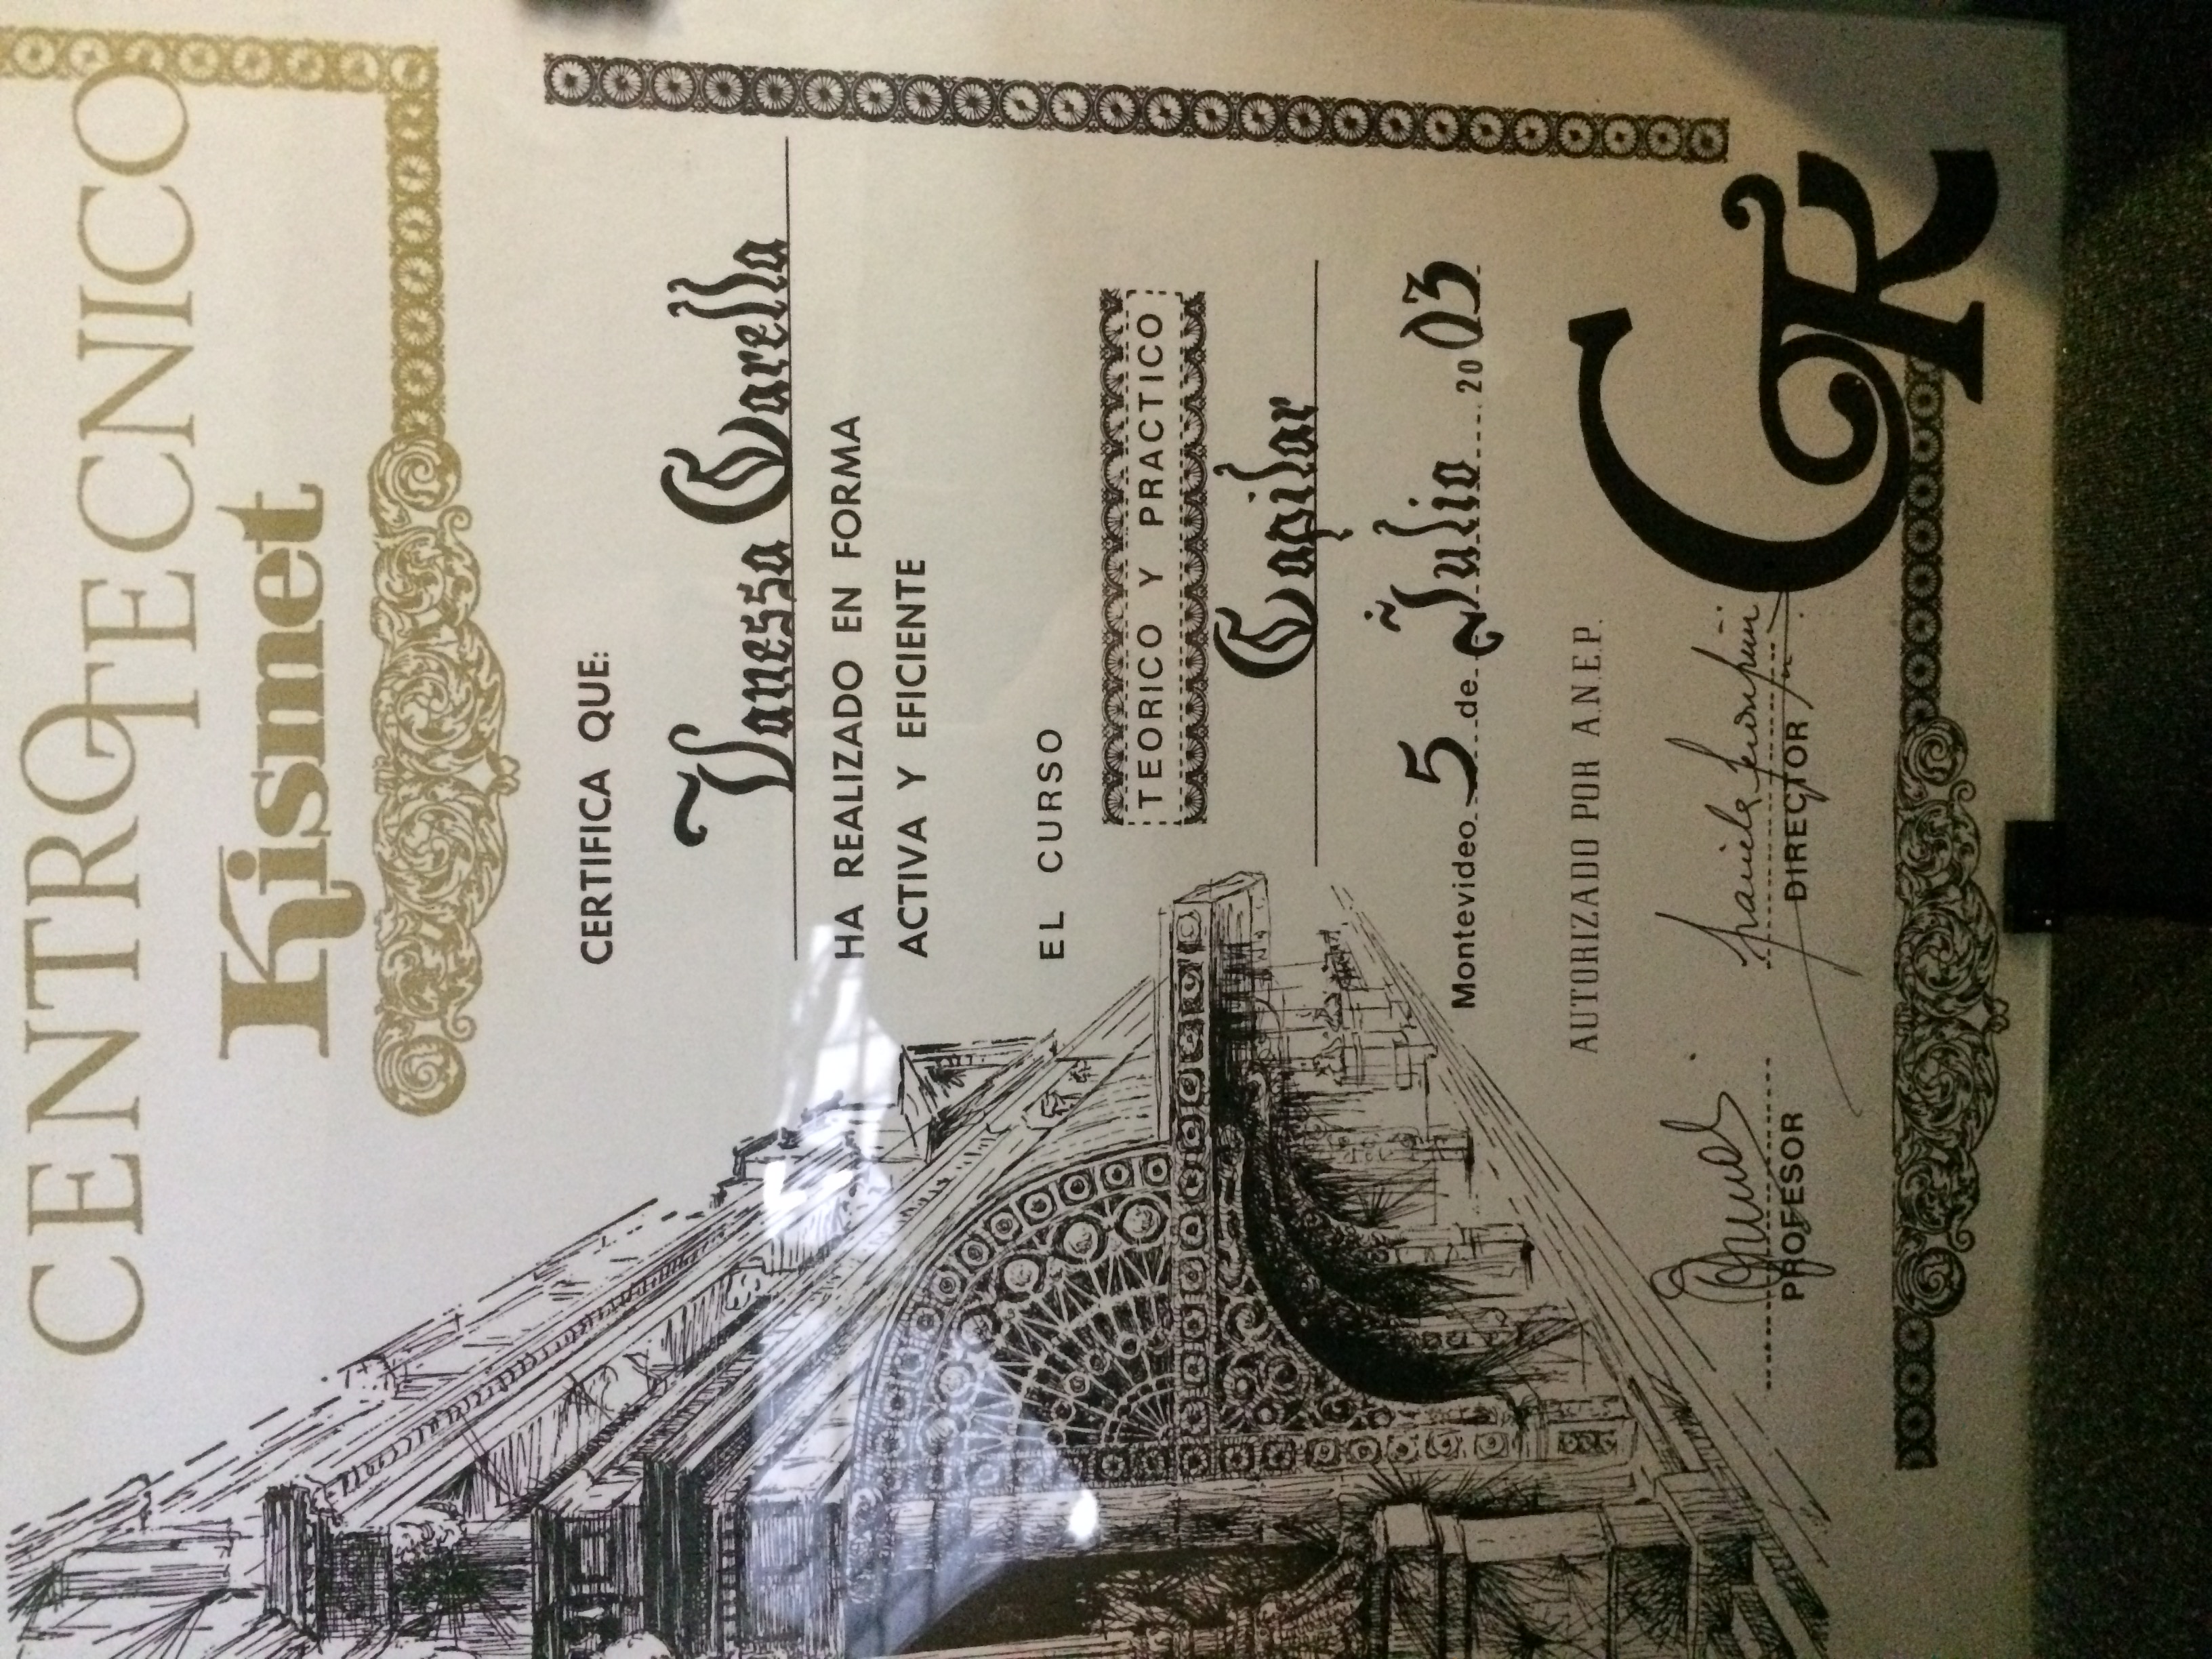 CENTRO TECNICO
Kismet
CERTIFICA QUE:
Vanessa Carella
HA REALIZADO EN FORMA
ACTIVA Y EFICIENTE
EL CURSO
TEORICO Y PRACTICO
Capilar
Montevideo 5 de Julio 2003
AUTORIZADO POR A.N.E.P.
PROFESOR DIRECTOR
CK